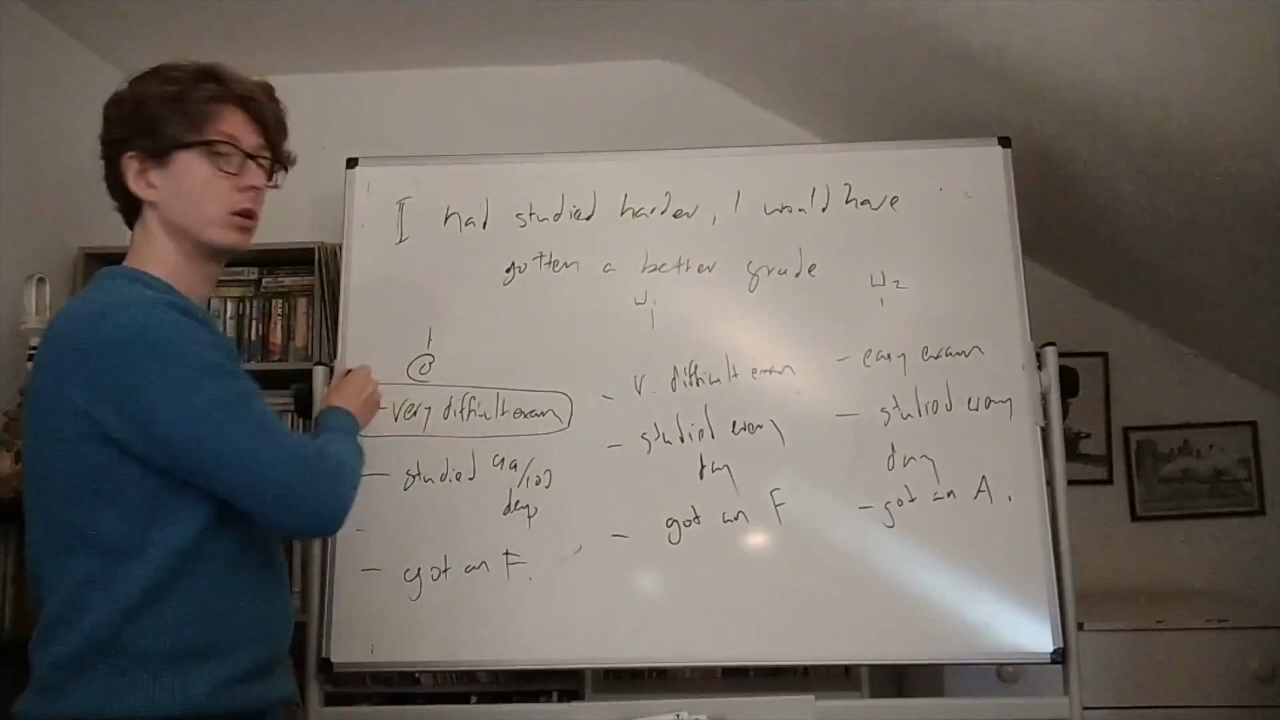 I had studied harder, I would have
gotten a better grade
@
- very difficult exam
- studied 99/100
days
-
- got an F.
W1
- v. difficult exam
- studied every
day
- got an F
W2
- easy exam
- studied every
day
- got an A.